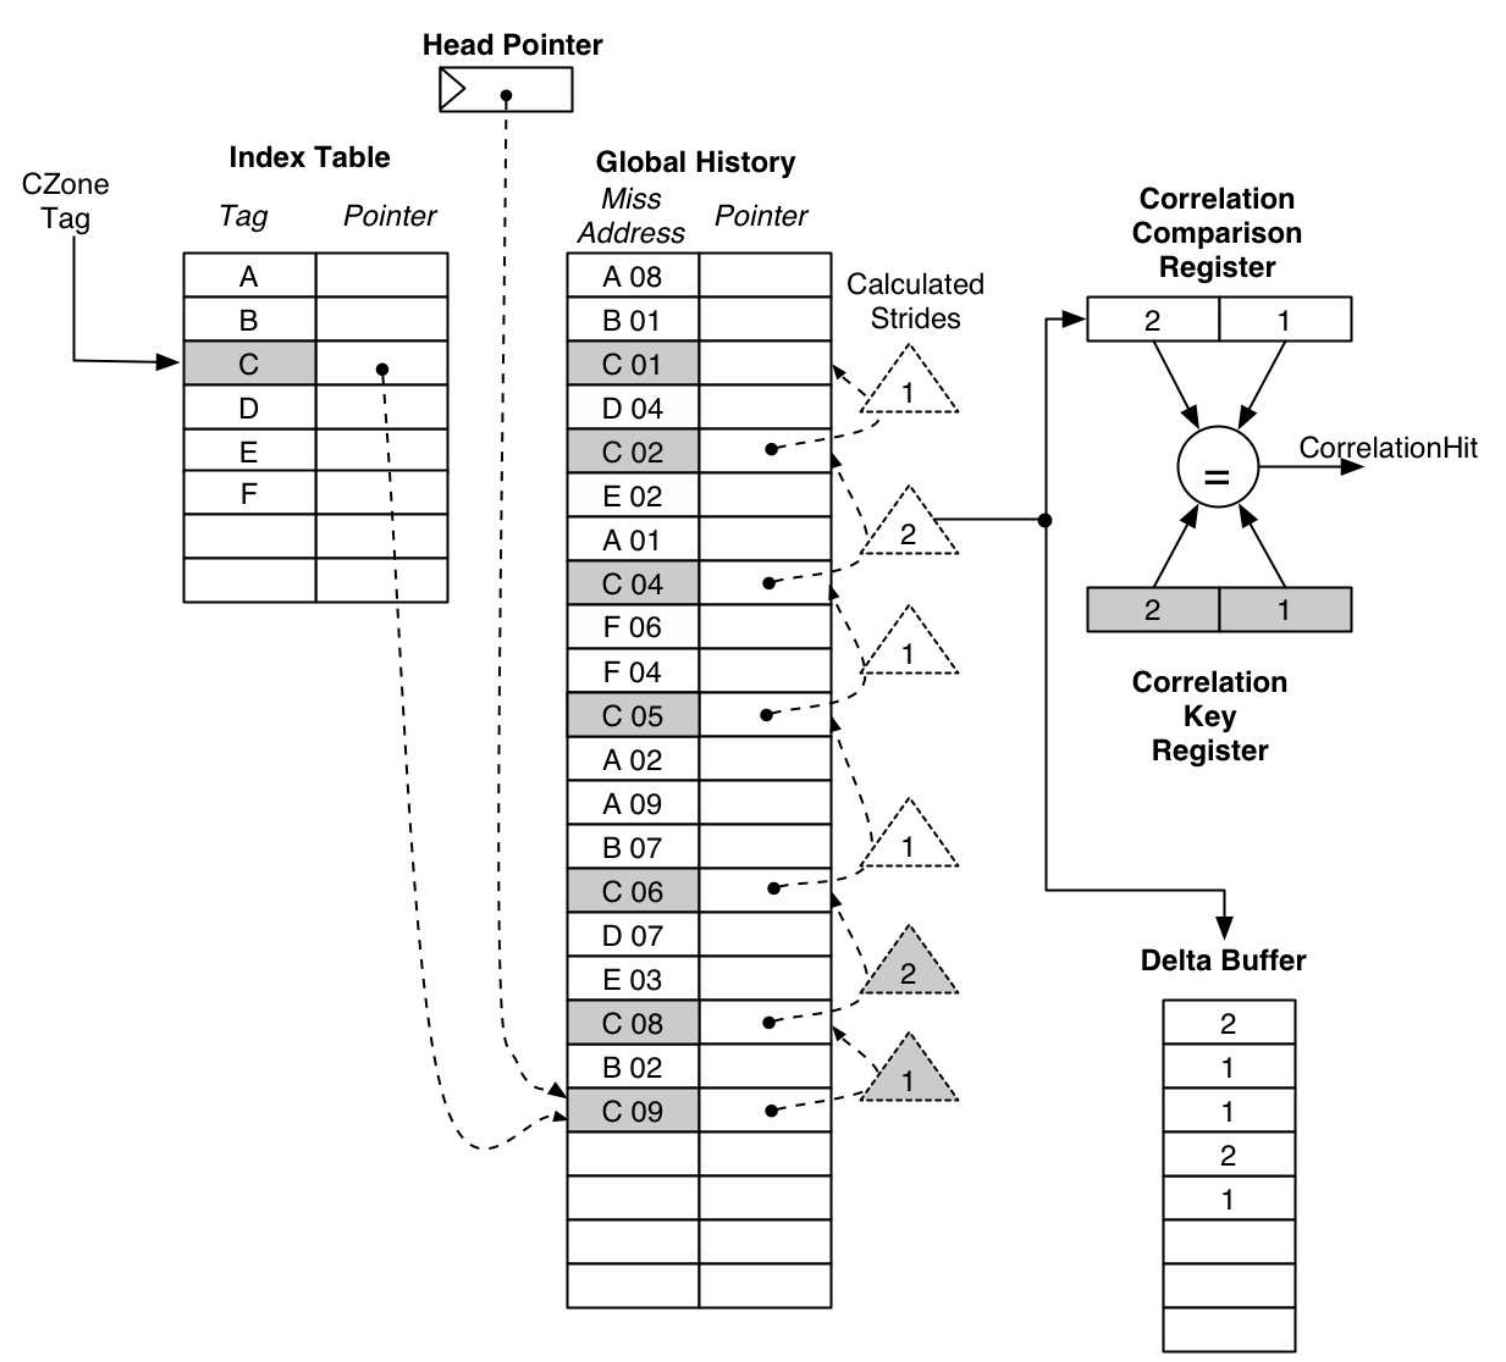 Head Pointer
CZone
Tag
Index Table
Tag Pointer
A
B
C
D
E
F
Global History
Miss
Address
Pointer
A 08
B 01
C 01
D 04
C 02
E 02
A 01
C 04
F 06
F 04
C 05
A 02
A 09
B 07
C 06
D 07
E 03
C 08
B 02
C 09
Calculated
Strides
1
2
1
1
2
1
Correlation
Comparison
Register
2 1
=
CorrelationHit
2 1
Correlation
Key
Register
Delta Buffer
2
1
1
2
1